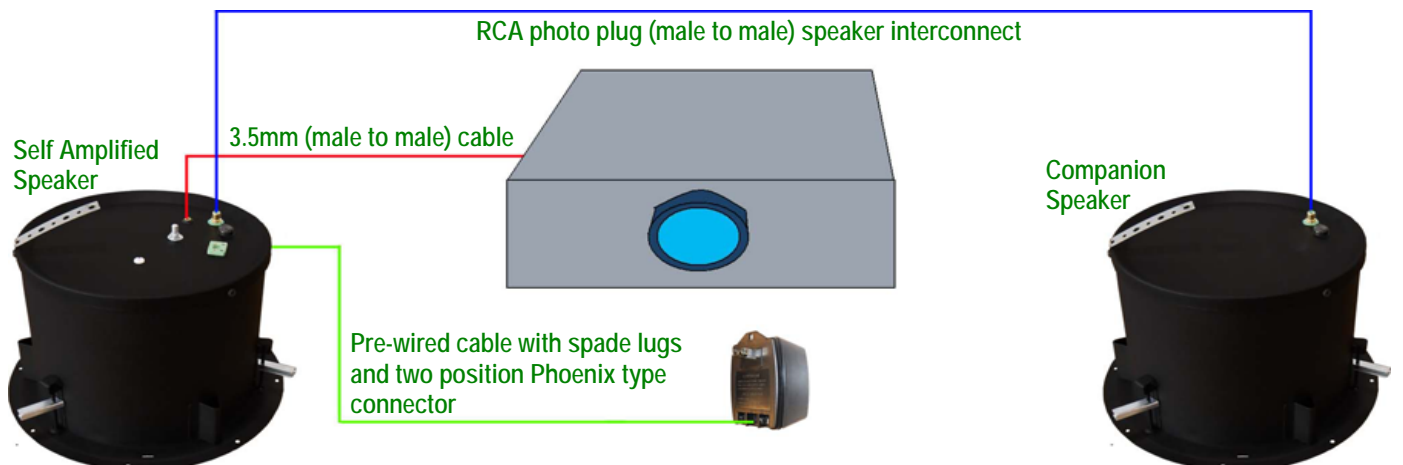 RCA photo plug (male to male) speaker interconnect
3.5mm (male to male) cable
Self Amplified
Speaker
Companion
Speaker
Pre-wired cable with spade lugs
and two position Phoenix type
connector